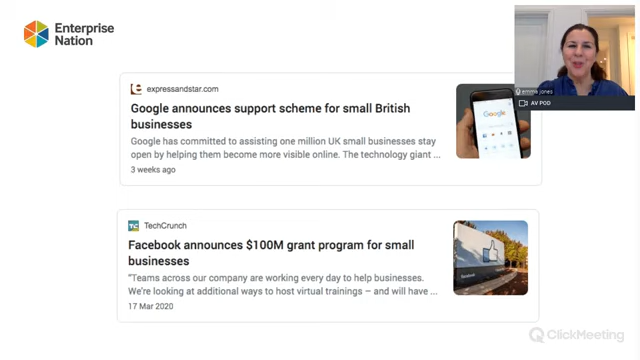 Enterprise
Nation
emma jones
AV POD
expressandstar.com
Google announces support scheme for small British
businesses
Google has committed to assisting one million UK small businesses stay
open by helping them become more visible online. The technology giant ...
3 weeks ago
Google
TechCrunch
Facebook announces $100M grant program for small
businesses
"Teams across our company are working every day to help businesses.
We're looking at additional ways to host virtual trainings – and will have ...
17 Mar 2020
facebook
ClickMeeting